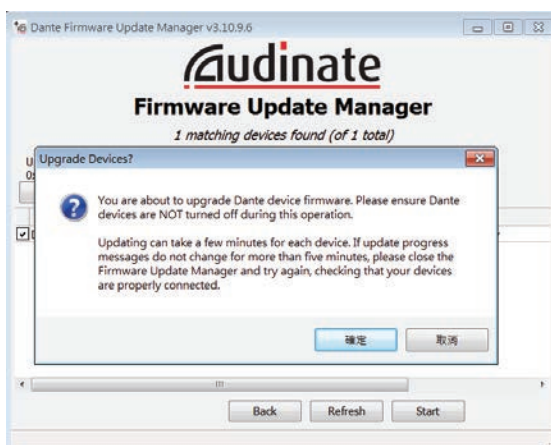 Dante Firmware Update Manager v3.10.9.6
Audinate
Firmware Update Manager
1 matching devices found (of 1 total)
Upgrade Devices?
You are about to upgrade Dante device firmware. Please ensure Dante
devices are NOT turned off during this operation.
Updating can take a few minutes for each device. If update progress
messages do not change for more than five minutes, please close the
Firmware Update Manager and try again, checking that your devices
are properly connected.
確定 取消
Back Refresh Start